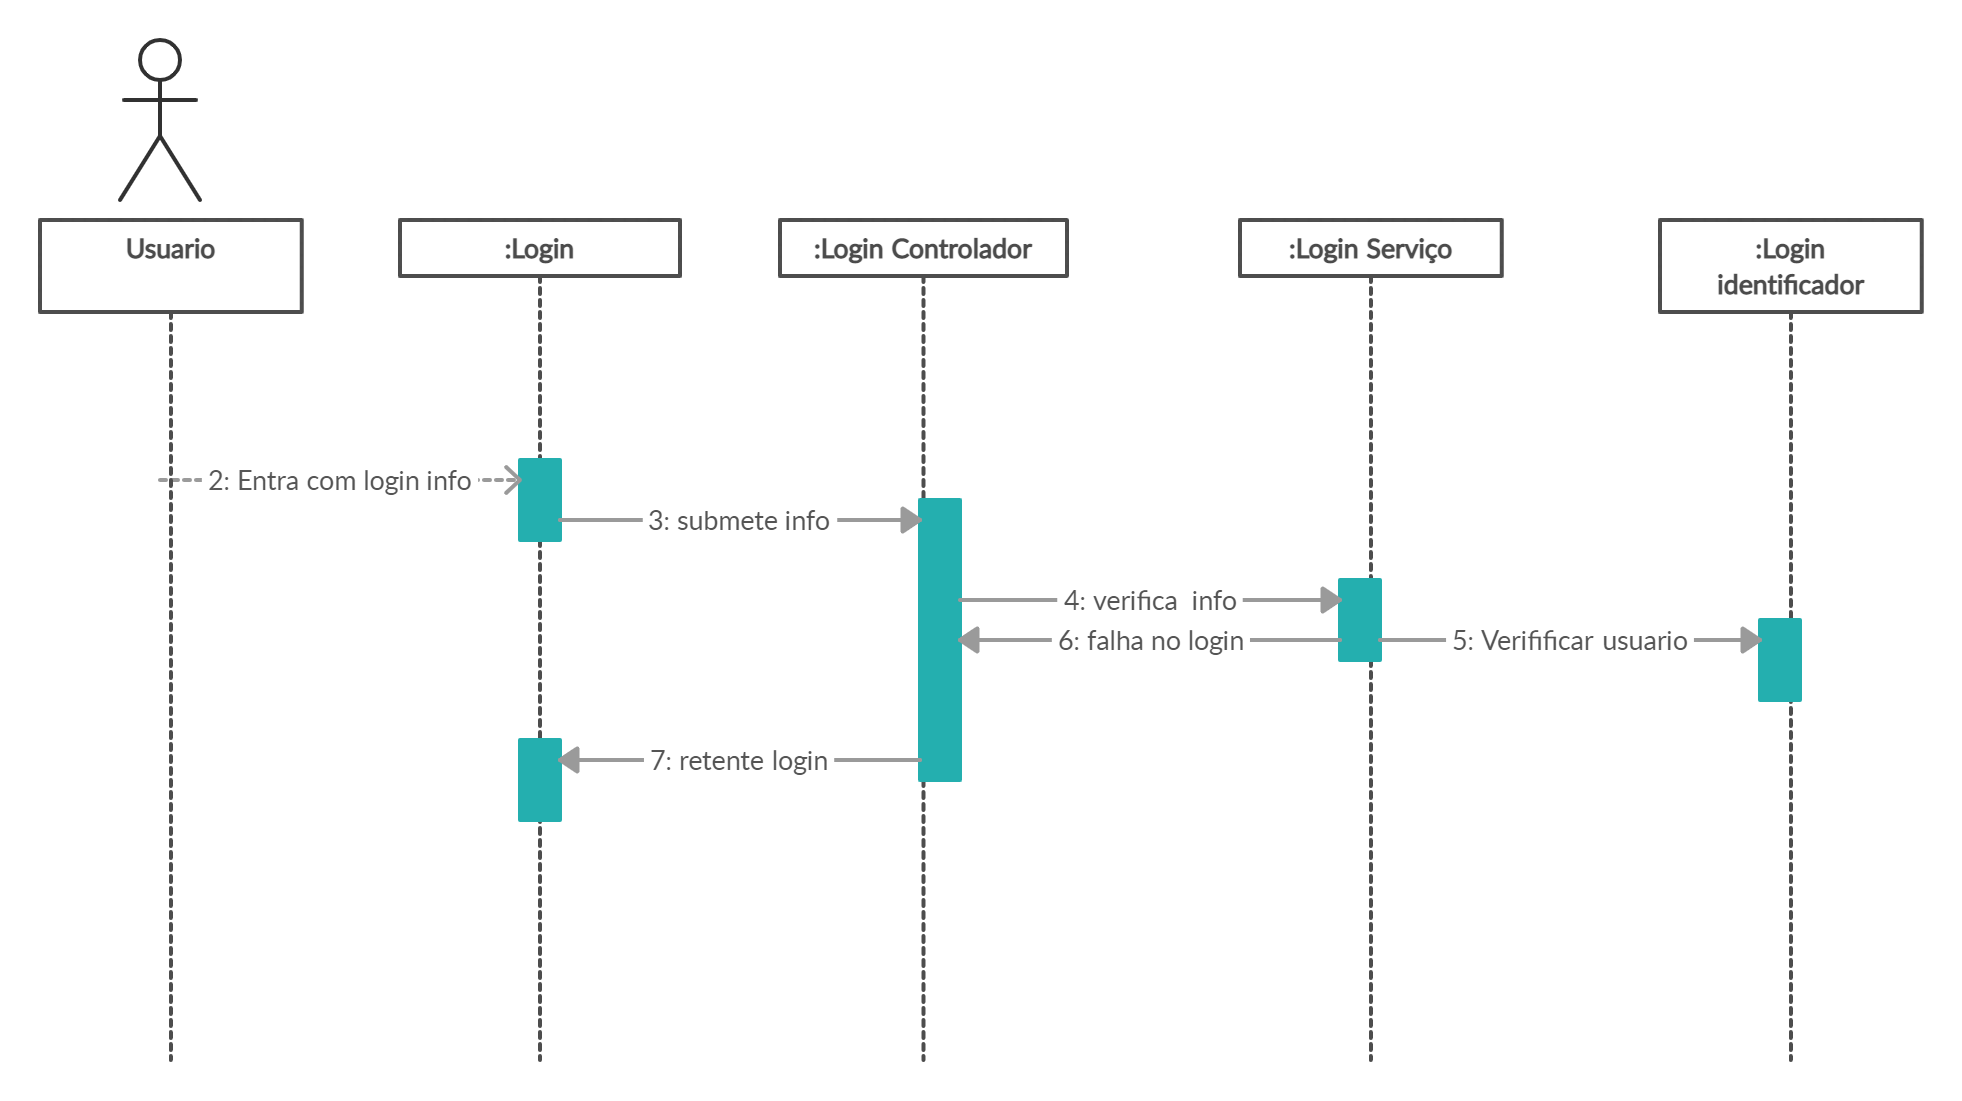 Usuario
:Login
:Login Controlador
:Login Serviço
:Login
identificador
2: Entra com login info
3: submete info
4: verifica  info
6: falha no login
5: Verifificar usuario
7: retente login